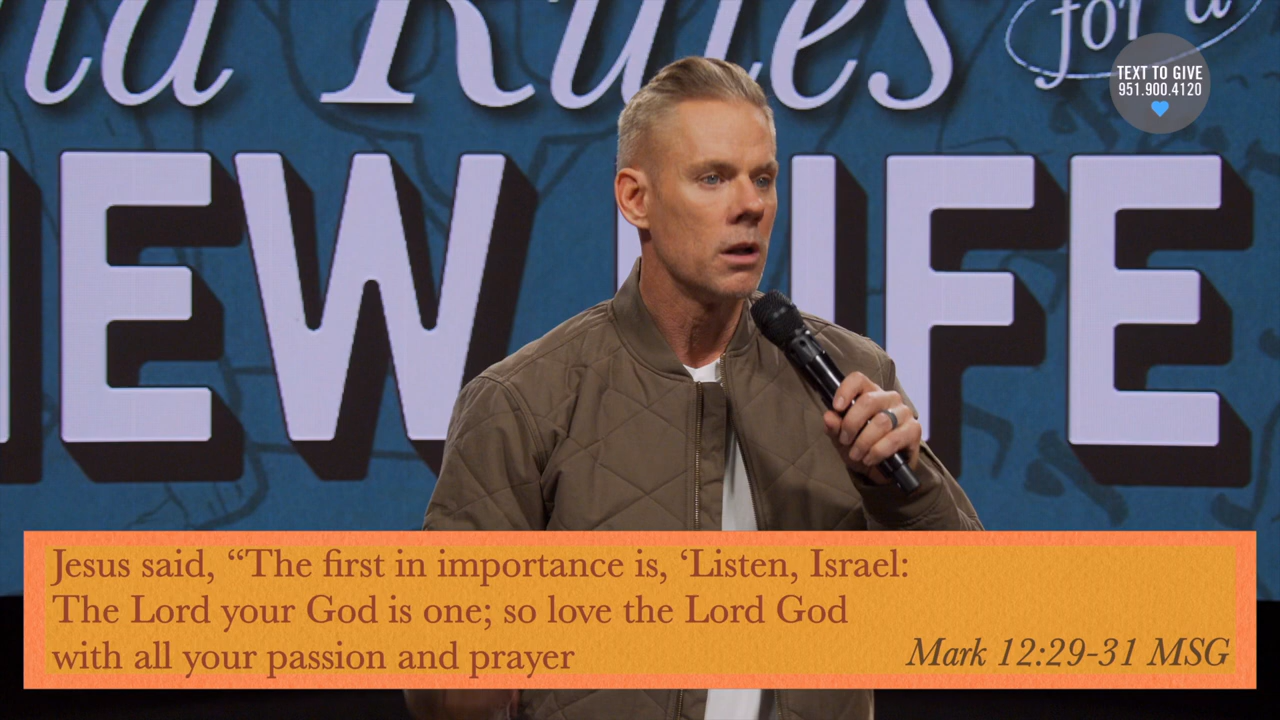 Rules
for a
NEW LIFE
TEXT TO GIVE
951.900.4120
Jesus said, “The first in importance is, ‘Listen, Israel:
The Lord your God is one; so love the Lord God
with all your passion and prayer
Mark 12:29-31 MSG